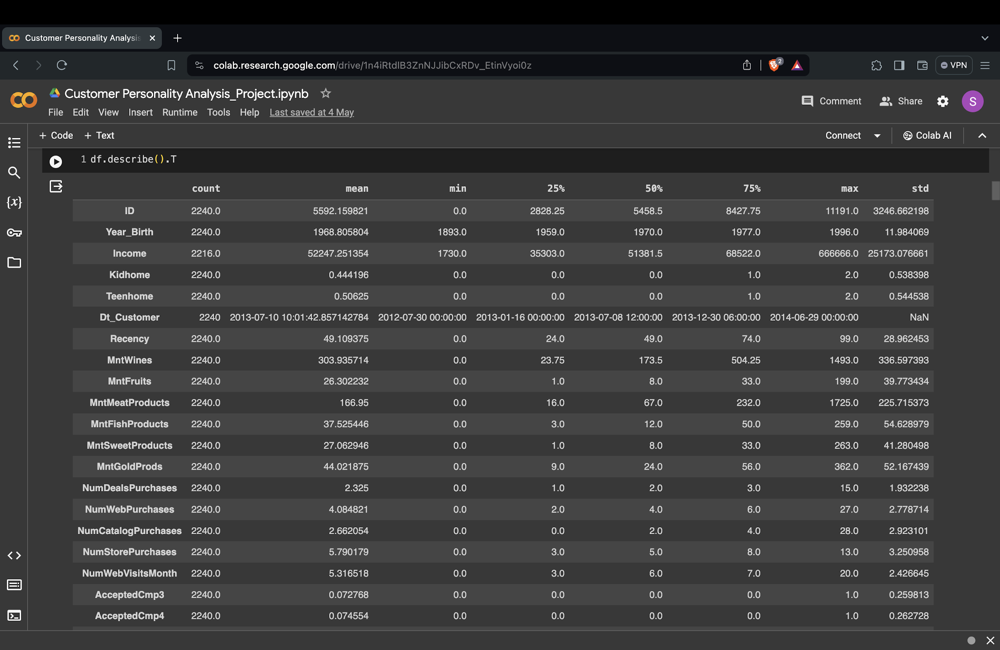 Customer Personality Analysis
colab.research.google.com/drive/1n4iRtdlB3ZnNJJibCxRDv_EtinVyoi0z
2
VPN
Customer Personality Analysis_Project.ipynb
Comment
Share
S
File Edit View Insert Runtime Tools Help Last saved at 4 May
+ Code + Text
Connect
Colab AI
{x}
1 df.describe().T
count mean min 25% 50% 75% max std
ID 2240.0 5592.159821 0.0 2828.25 5458.5 8427.75 11191.0 3246.662198
Year_Birth 2240.0 1968.805804 1893.0 1959.0 1970.0 1977.0 1996.0 11.984069
Income 2216.0 52247.251354 1730.0 35303.0 51381.5 68522.0 666666.0 25173.076661
Kidhome 2240.0 0.444196 0.0 0.0 0.0 1.0 2.0 0.538398
Teenhome 2240.0 0.50625 0.0 0.0 0.0 1.0 2.0 0.544538
Dt_Customer 2240 2013-07-10 10:01:42.857142784 2012-07-30 00:00:00 2013-01-16 00:00:00 2013-07-08 12:00:00 2013-12-30 06:00:00 2014-06-29 00:00:00 NaN
Recency 2240.0 49.109375 0.0 24.0 49.0 74.0 99.0 28.962453
MntWines 2240.0 303.935714 0.0 23.75 173.5 504.25 1493.0 336.597393
MntFruits 2240.0 26.302232 0.0 1.0 8.0 33.0 199.0 39.773434
MntMeatProducts 2240.0 166.95 0.0 16.0 67.0 232.0 1725.0 225.715373
MntFishProducts 2240.0 37.525446 0.0 3.0 12.0 50.0 259.0 54.628979
MntSweetProducts 2240.0 27.062946 0.0 1.0 8.0 33.0 263.0 41.280498
MntGoldProds 2240.0 44.021875 0.0 9.0 24.0 56.0 362.0 52.167439
NumDealsPurchases 2240.0 2.325 0.0 1.0 2.0 3.0 15.0 1.932238
NumWebPurchases 2240.0 4.084821 0.0 2.0 4.0 6.0 27.0 2.778714
NumCatalogPurchases 2240.0 2.662054 0.0 0.0 2.0 4.0 28.0 2.923101
NumStorePurchases 2240.0 5.790179 0.0 3.0 5.0 8.0 13.0 3.250958
NumWebVisitsMonth 2240.0 5.316518 0.0 3.0 6.0 7.0 20.0 2.426645
AcceptedCmp3 2240.0 0.072768 0.0 0.0 0.0 0.0 1.0 0.259813
AcceptedCmp4 2240.0 0.074554 0.0 0.0 0.0 0.0 1.0 0.262728